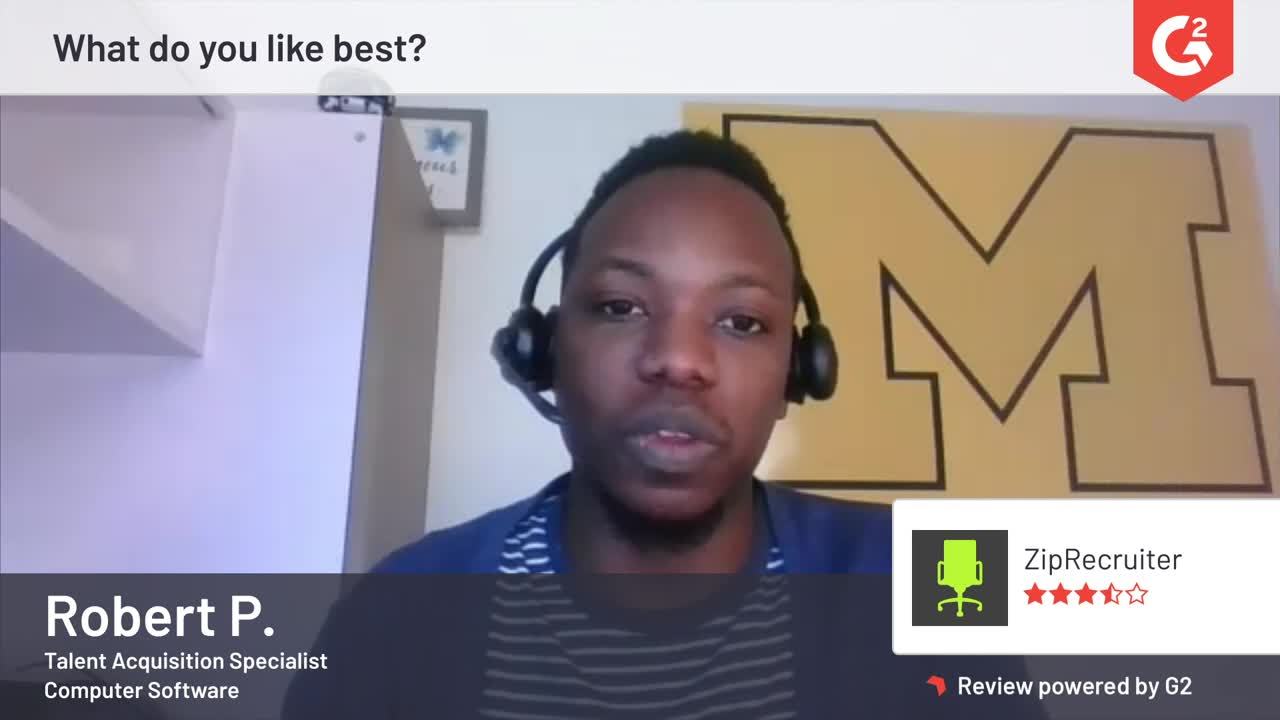 What do you like best?
G2
M
ZipRecruiter
Robert P.
Talent Acquisition Specialist
Computer Software
Review powered by G2